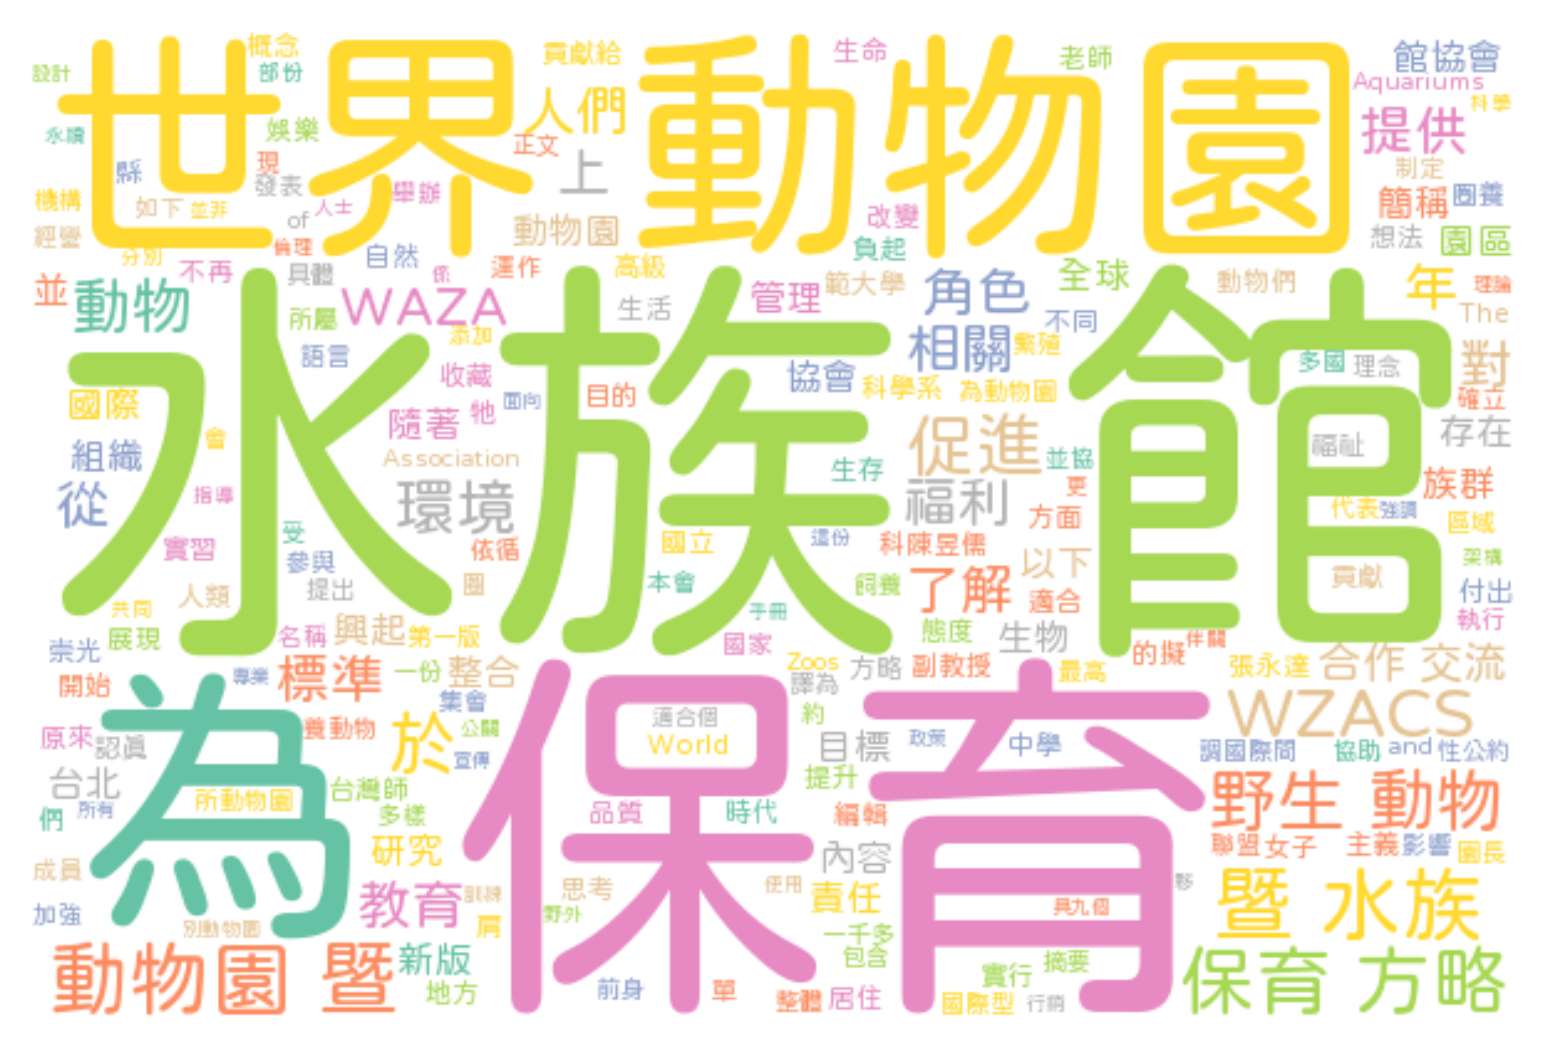 世界動物園
水族館
為 保育
概念
貢獻給
生命
老師
館協會
設計
部份
Aquariums
人們
科學
提供
永續
娛樂
正文
上
縣
現
發表
舉辦
制定
簡稱
圈養
機構
如下
並非
of
人士
動物園
改變
想法
園區
經營
倫理
分別
自然
負起
不再
具體
係
運作
高級
管理
範大學
角色
全球
動物們
年
理論
並
動物
WAZA
生活
The
所屬
添加
不同
語言
相關
繁殖
多國
理念
對
收藏
協會
科學系
為動物園
國際
面向
目的
確立
隨著
牠
會
促進
福祉
存在
組織
Association
生存
並協
族群
從
指導
環境
福利
更
代表
強調
方面
區域
受
國立
這份
實習
依循
科陳昱儒
參與
以下
架構
提出
圈
本會
飼養
了解
適合
貢獻
付出
人類
共同
手冊
執行
展現
名稱
興起
第一版
國家
態度
生物
伴關
崇光
的擬
開始
專業
標準
一份
整合
Zoos
方略
副教授
最高
張永達
合作 交流
譯為
集會
適合個
WZACS
養動物
於
公關
約
原來
認真
World
目標
政策
中學
調國際間
協助
and
性公約
宣傳
台北
提升
台灣師
所動物園
野生 動物
們
所有
多樣
品質
時代
編輯
研究
內容
聯盟
女子
主義
影響
園長
成員
教育
訓練
思考
使用
責任
夥
暨 水族
加強
別動物園
肩
野外
具九個
一千多
動物園 暨
新版
包含
保育 方略
地方
前身
單
實行
摘要
整體
居住
國際型
行銷